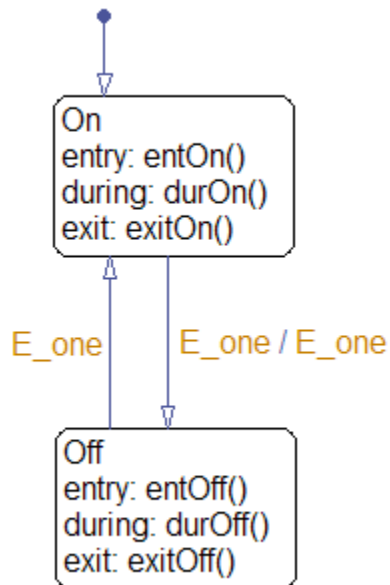 On
entry: entOn()
during: durOn()
exit: exitOn()
E_one
E_one / E_one
Off
entry: entOff()
during: durOff()
exit: exitOff()